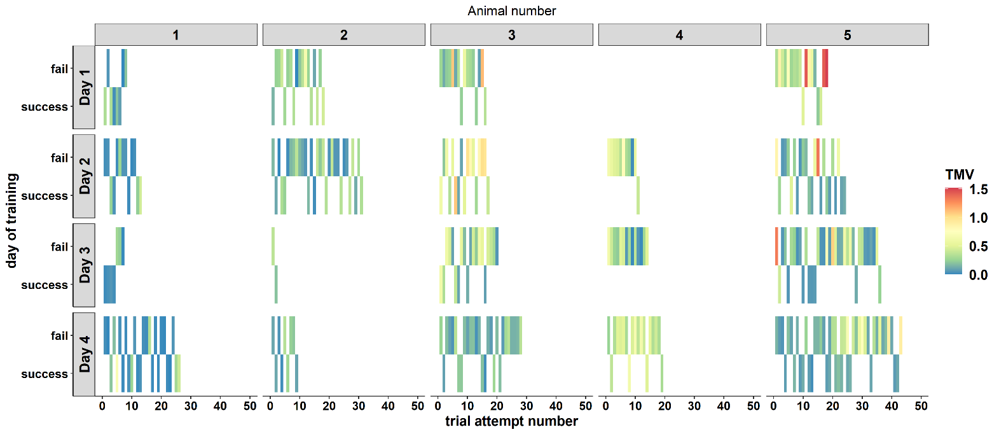 Animal number
1 2 3 4 5
Day 1
fail
success
Day 2
fail
success
Day 3
fail
success
Day 4
fail
success
day of training
0 10 20 30 40 50 0 10 20 30 40 50 0 10 20 30 40 50 0 10 20 30 40 50 0 10 20 30 40 50
trial attempt number
TMV
1.5
1.0
0.5
0.0